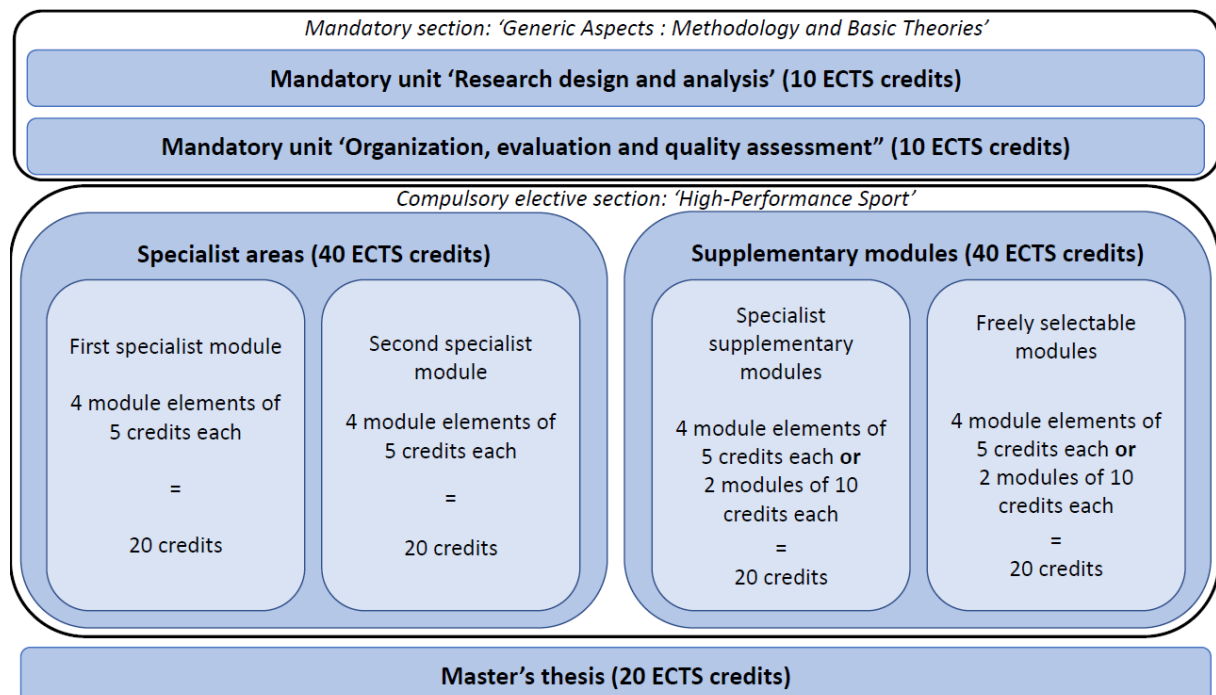 Mandatory section: ‘Generic Aspects : Methodology and Basic Theories’
Mandatory unit ‘Research design and analysis’ (10 ECTS credits)
Mandatory unit ‘Organization, evaluation and quality assessment” (10 ECTS credits)
Compulsory elective section: ‘High-Performance Sport’
Specialist areas (40 ECTS credits)
First specialist module
4 module elements of
5 credits each
=
20 credits
Second specialist
module
4 module elements of
5 credits each
=
20 credits
Supplementary modules (40 ECTS credits)
Specialist
supplementary
modules
4 module elements of
5 credits each or
2 modules of 10
credits each
=
20 credits
Freely selectable
modules
4 module elements of
5 credits each or
2 modules of 10
credits each
=
20 credits
Master’s thesis (20 ECTS credits)